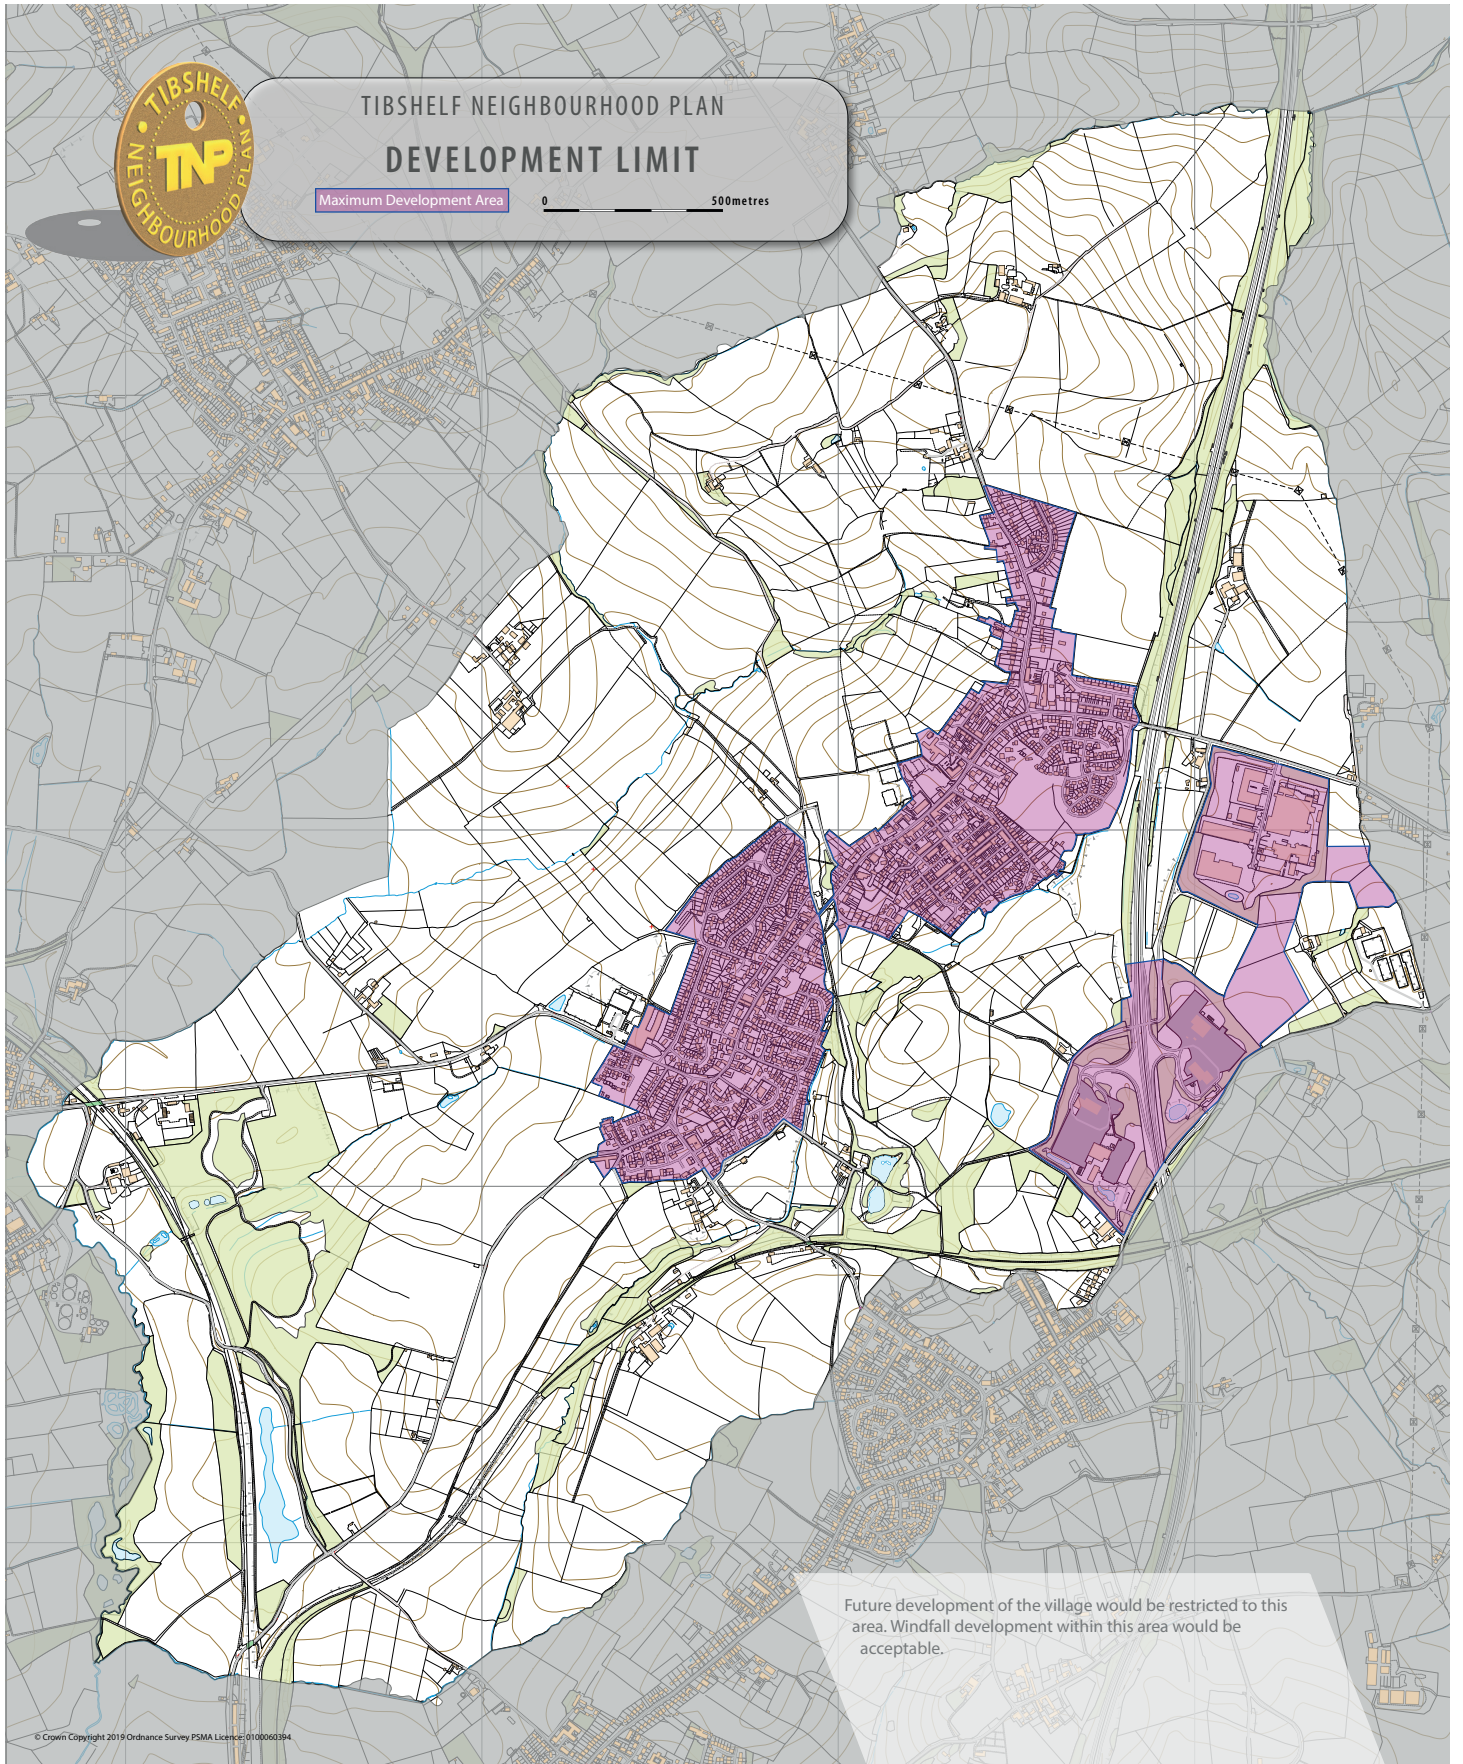 TIBSHELF
NEIGHBOURHOOD PLAN
TNP
TIBSHELF NEIGHBOURHOOD PLAN
DEVELOPMENT LIMIT
Maximum Development Area
0 500metres
Future development of the village would be restricted to this
area. Windfall development within this area would be
acceptable.
© Crown Copyright 2019 Ordnance Survey PSMA Licence: 0100060394